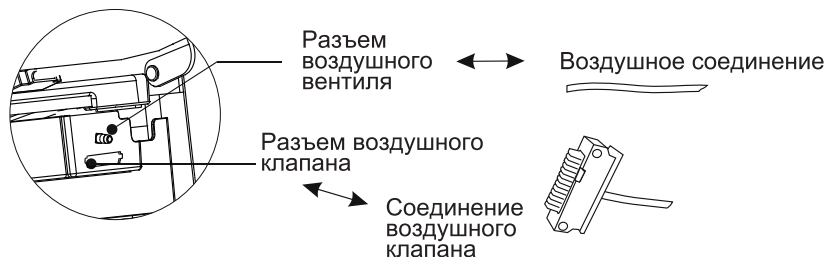 Разъем
воздушного
вентиля
Воздушное соединение
Разъем воздушного
клапана
Соединение
воздушного
клапана